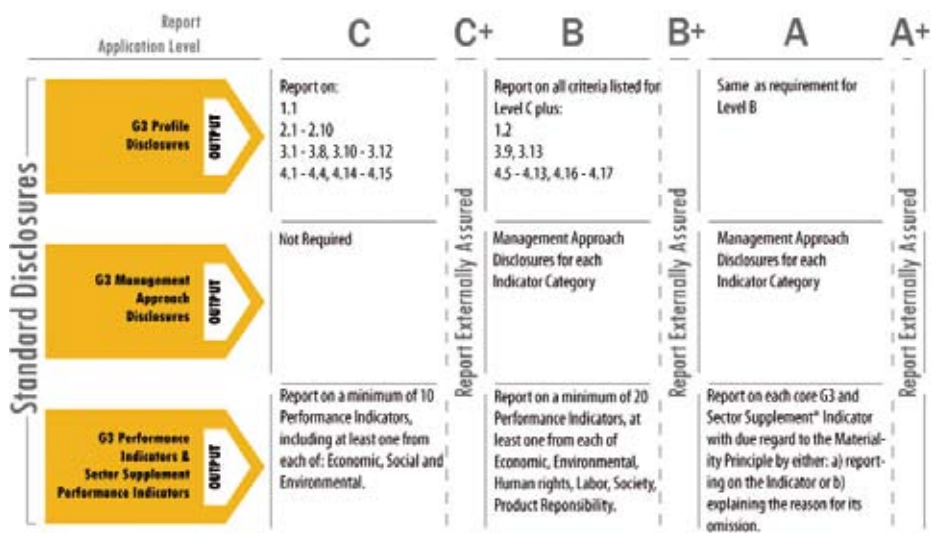 Report
Application Level
C
C+
B
B+
A
A+
Standard Disclosures
G3 Profile
Disclosures
OUTPUT
Report on:
1.1
2.1 - 2.10
3.1 - 3.8, 3.10 - 3.12
4.1 - 4.4, 4.14 - 4.15
Report on all criteria listed for
Level C plus:
1.2
3.9, 3.13
4.5 - 4.13, 4.16 - 4.17
Same as requirement for
Level B
G3 Management
Approach
Disclosures
OUTPUT
Not Required
Management Approach
Disclosures for each
Indicator Category
Management Approach
Disclosures for each
Indicator Category
G3 Performance
Indicators &
Sector Supplement
Performance Indicators
OUTPUT
Report on a minimum of 10
Performance Indicators,
including at least one from
each of: Economic, Social and
Environmental.
Report on a minimum of 20
Performance Indicators, at
least one from each of
Economic, Environmental,
Human rights, Labor, Society,
Product Reponsibility.
Report on each core G3 and
Sector Supplement* Indicator
with due regard to the Material-
ity Principle by either: a) report-
ing on the Indicator or b)
explaining the reason for its
omission.
Report Externally Assured
Report Externally Assured
Report Externally Assured